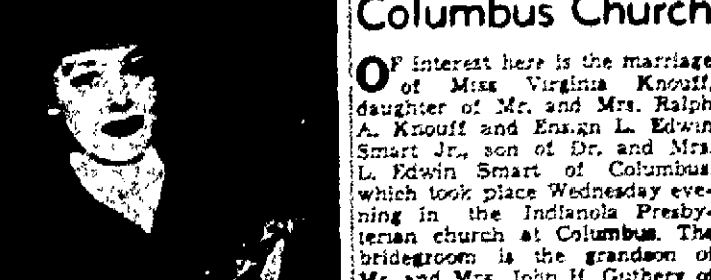 Columbus Church
OF interest here is the marriage
of Miss Virginia Knouff,
daughter of Mr. and Mrs. Ralph
A. Knouff and Ensign L. Edwin
Smart Jr., son of Dr. and Mrs.
L. Edwin Smart of Columbus
which took place Wednesday eve-
ning in the Indianola Presby-
terian church at Columbus. The
bridegroom is the grandson of
Mr. and Mrs. John H. Guthery of